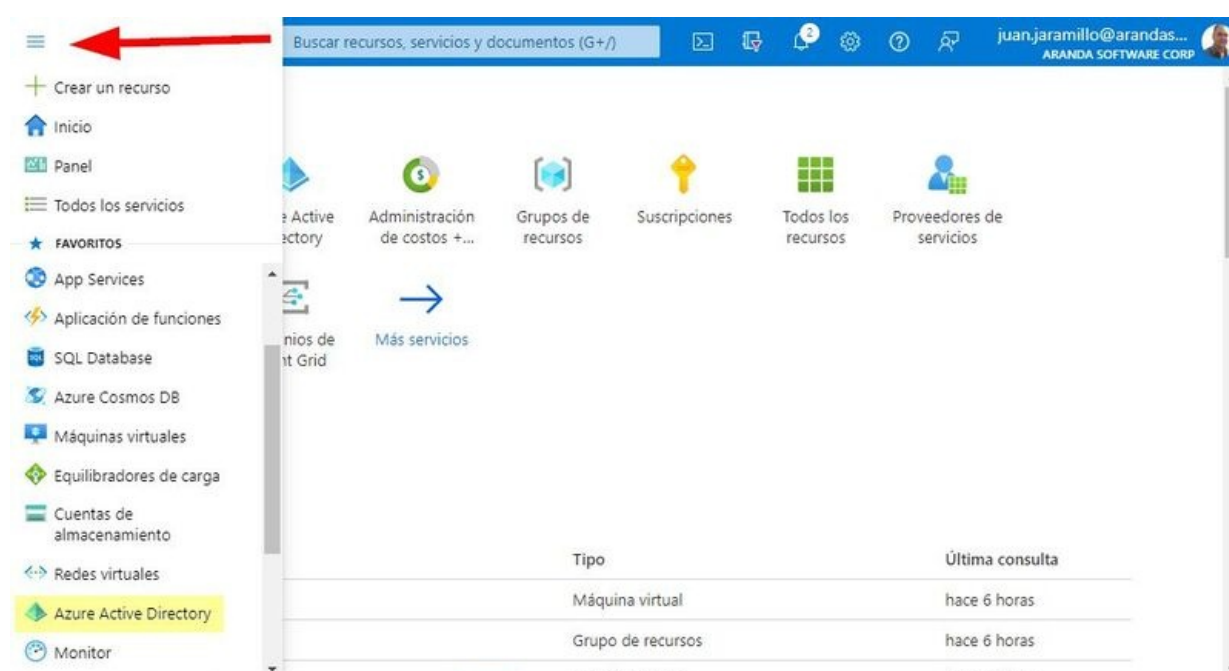 Buscar recursos, servicios y documentos (G+/)
2
juan.jaramillo@arandas...
ARANDA SOFTWARE CORP
Crear un recurso
Inicio
Panel
Todos los servicios
FAVORITOS
App Services
Aplicación de funciones
SQL Database
Azure Cosmos DB
Máquinas virtuales
Equilibradores de carga
Cuentas de
almacenamiento
Redes virtuales
Azure Active Directory
Monitor
Active
ectory
Administración
de costos +...
Grupos de
recursos
Suscripciones
Todos los
recursos
Proveedores de
servicios
nios de
nt Grid
Más servicios
Tipo
Última consulta
Máquina virtual
hace 6 horas
Grupo de recursos
hace 6 horas